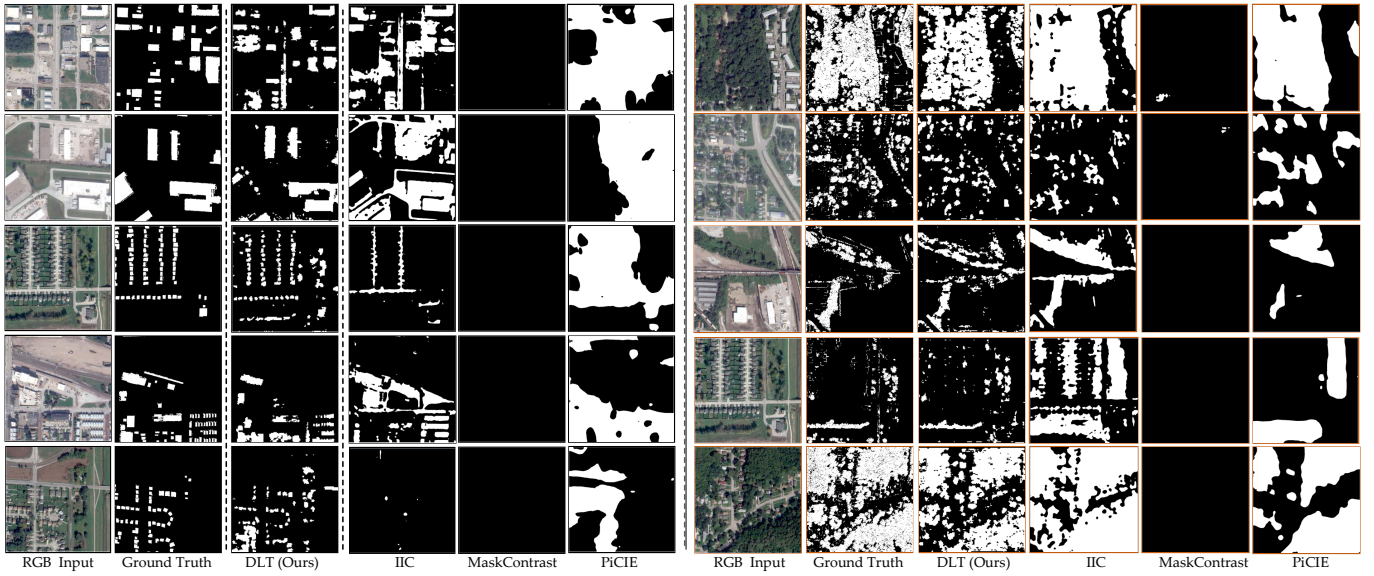 RGB Input Ground Truth DLT (Ours) IIC MaskContrast PiCIE RGB Input Ground Truth DLT (Ours) IIC MaskContrast PiCIE